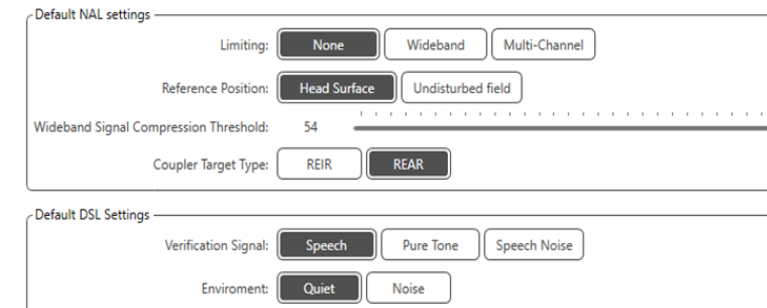 Default NAL settings
Limiting: None Wideband Multi-Channel
Reference Position: Head Surface Undisturbed field
Wideband Signal Compression Threshold: 54
Coupler Target Type: REIR REAR
Default DSL Settings
Verification Signal: Speech Pure Tone Speech Noise
Enviroment: Quiet Noise